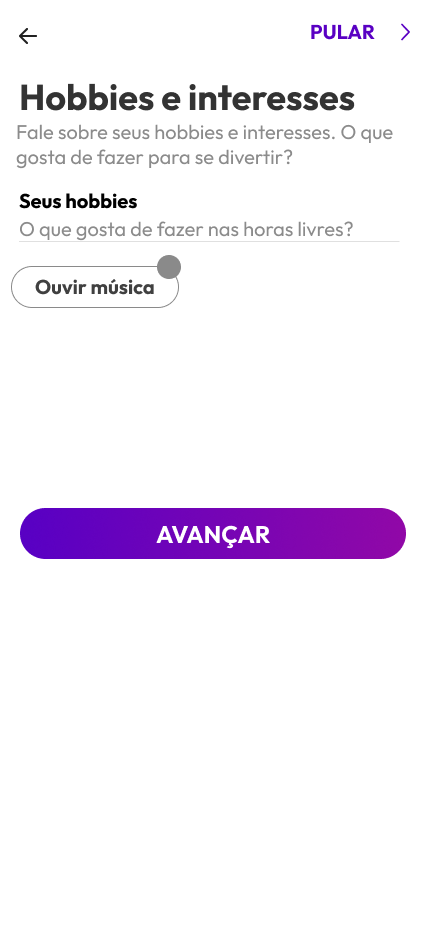 PULAR
Hobbies e interesses
Fale sobre seus hobbies e interesses. O que
gosta de fazer para se divertir?
Seus hobbies
O que gosta de fazer nas horas livres?
Ouvir música
AVANÇAR